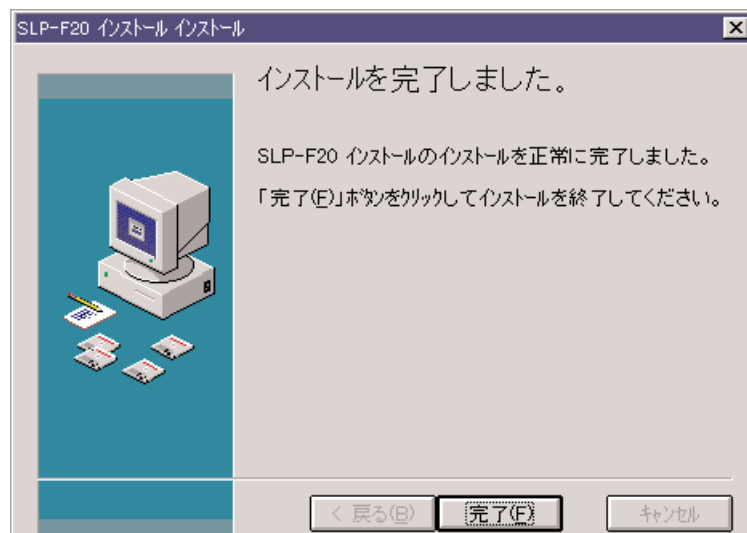 SLP-F20 インストール インストール
インストールを完了しました。
SLP-F20 インストールのインストールを正常に完了しました。
「完了(F)」ボタンをクリックしてインストールを終了してください。
< 戻る(B) 完了(F) キャンセル